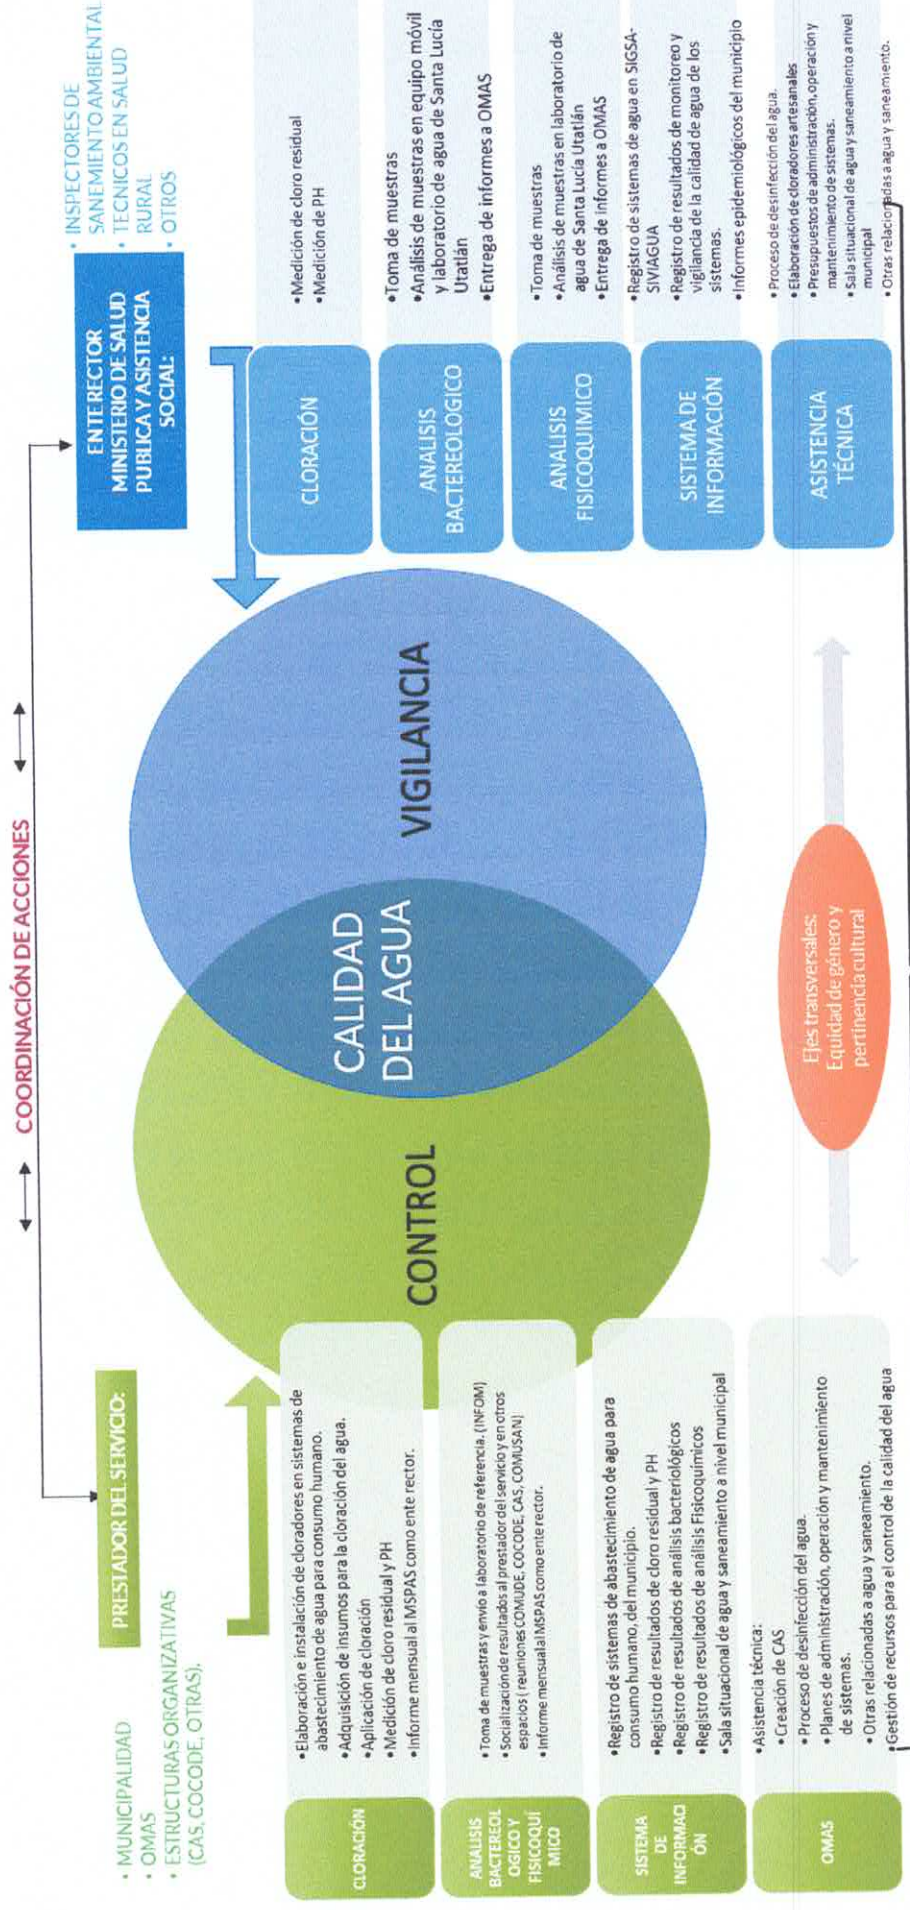 COORDINACIÓN DE ACCIONES
• MUNICIPALIDAD
• OMAS
• ESTRUCTURAS ORGANIZATIVAS
(CAS, COCODE, OTRAS).
PRESTADOR DEL SERVICIO:
CLORACIÓN
• Elaboración e instalación de cloradores en sistemas de
abastecimiento de agua para consumo humano.
• Adquisición de insumos para la cloración del agua.
• Aplicación de cloración
• Medición de cloro residual y PH
• Informe mensual al MSPAS como ente rector.
ANALISIS
BACTEREOL
OGICO Y
FISICOQUÍ
MICO
• Toma de muestras y envío a laboratorio de referencia. (INFOM)
• Socialización de resultados al prestador del servicio y en otros
espacios ( reuniones COMUDE, COCODE, CAS, COMUSAN)
• Informe mensual al MSPAS como ente rector.
SISTEMA
DE
INFORMACI
ÓN
• Registro de sistemas de abastecimiento de agua para
consumo humano, del municipio.
• Registro de resultados de cloro residual y PH
• Registro de resultados de análisis bacteriológicos
• Registro de resultados de análisis Fisicoquímicos
• Sala situacional de agua y saneamiento a nivel municipal
OMAS
• Asistencia técnica:
• Creación de CAS
• Proceso de desinfección del agua.
• Planes de administración, operación y mantenimiento
de sistemas.
• Otras relacionadas a agua y saneamiento.
• Gestión de recursos para el control de la calidad del agua
CONTROL
CALIDAD
DEL AGUA
VIGILANCIA
Ejes transversales:
Equidad de género y
pertinencia cultural
ENTE RECTOR
MINISTERIO DE SALUD
PUBLICA Y ASISTENCIA
SOCIAL:
• INSPECTORES DE
SANEMIENTO AMBIENTAL
• TECNICOS EN SALUD
RURAL
• OTROS
CLORACIÓN
• Medición de cloro residual
• Medición de PH
ANALISIS
BACTEREOLOGICO
• Toma de muestras
• Análisis de muestras en equipo móvil
y laboratorio de agua de Santa Lucía
Utatlán
• Entrega de informes a OMAS
ANALISIS
FISICOQUIMICO
• Toma de muestras
• Análisis de muestras en laboratorio de
agua de Santa Lucía Utatlán
• Entrega de informes a OMAS
SISTEMA DE
INFORMACIÓN
• Registro de sistemas de agua en SIGSA-
SIVIAGUA
• Registro de resultados de monitoreo y
vigilancia de la calidad de agua de los
sistemas.
• Informes epidemiológicos del municipio
ASISTENCIA
TÉCNICA
• Proceso de desinfección del agua.
• Elaboración de cloradores artesanales
• Presupuestos de administración, operación y
mantenimiento de sistemas.
• Sala situacional de agua y saneamiento a nivel
municipal
• Otras relacionadas a agua y saneamiento.